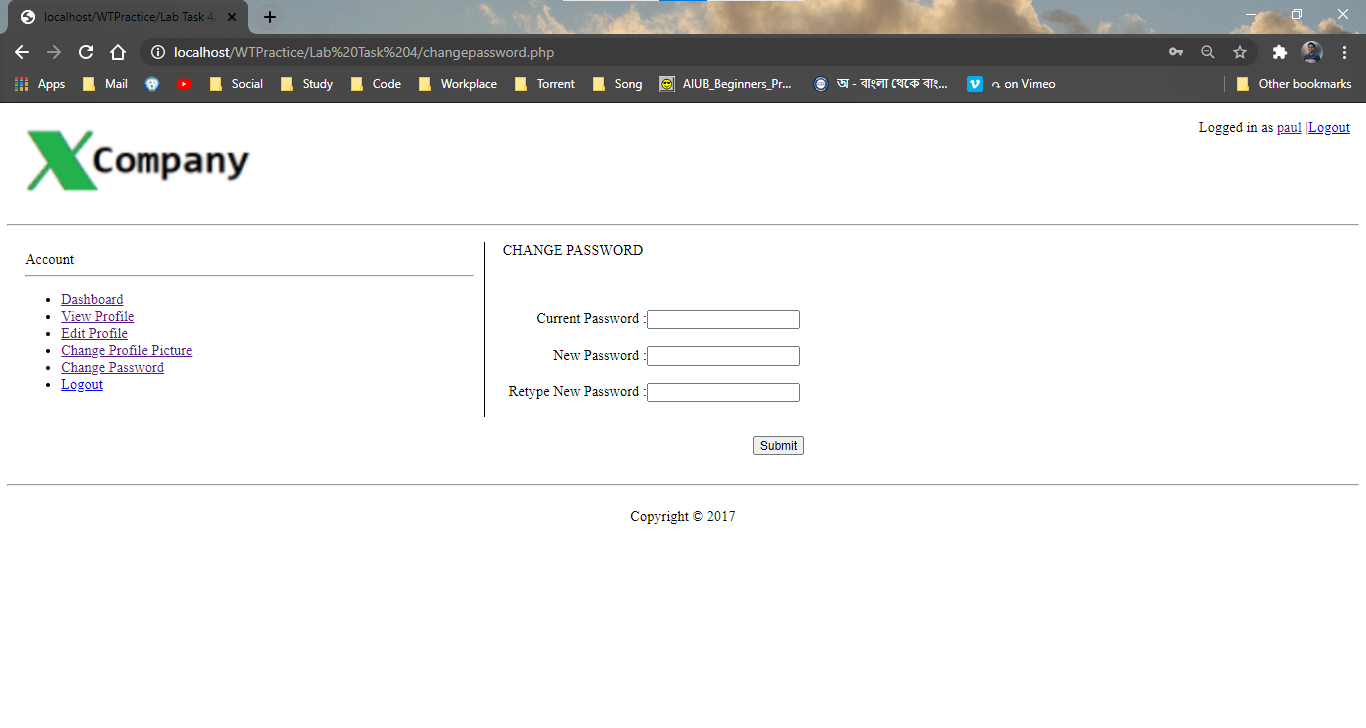 localhost/WTPractice/Lab Task 4
localhost/WTPractice/Lab%20Task%204/changepassword.php
Apps Mail Social Study Code Workplace Torrent Song AIUB_Beginners_Pr... অ - বাংলা থেকে বাং... on Vimeo Other bookmarks
Logged in as paul |Logout
X Company
Account
Dashboard
View Profile
Edit Profile
Change Profile Picture
Change Password
Logout
CHANGE PASSWORD
Current Password :
New Password :
Retype New Password :
Submit
Copyright © 2017